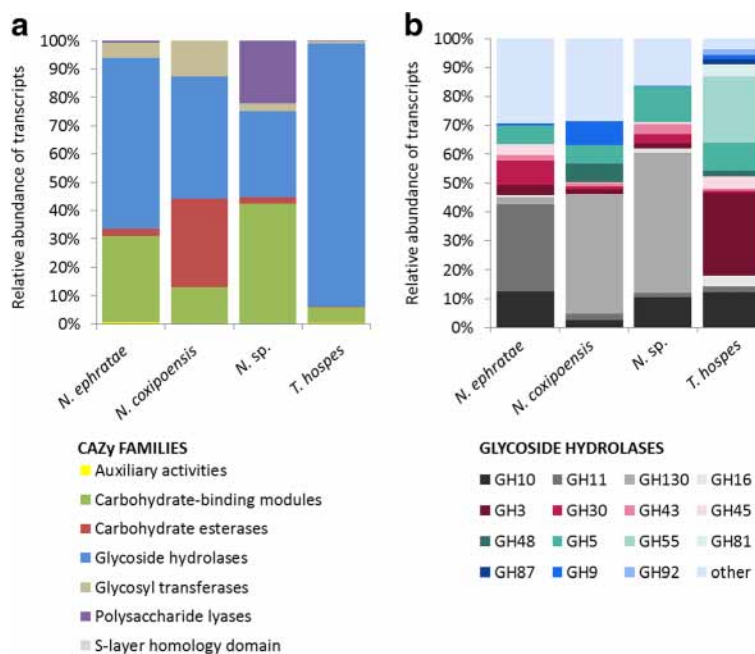 a
Relative abundance of transcripts
100%
90%
80%
70%
60%
50%
40%
30%
20%
10%
0%
N. ephratae
N. coxipoensis
N. sp.
T. hospes
CAZy FAMILIES
Auxiliary activities
Carbohydrate-binding modules
Carbohydrate esterases
Glycoside hydrolases
Glycosyl transferases
Polysaccharide lyases
S-layer homology domain
b
Relative abundance of transcripts
100%
90%
80%
70%
60%
50%
40%
30%
20%
10%
0%
N. ephratae
N. coxipoensis
N. sp.
T. hospes
GLYCOSIDE HYDROLASES
GH10 GH11 GH130 GH16
GH3 GH30 GH43 GH45
GH48 GH5 GH55 GH81
GH87 GH9 GH92 other